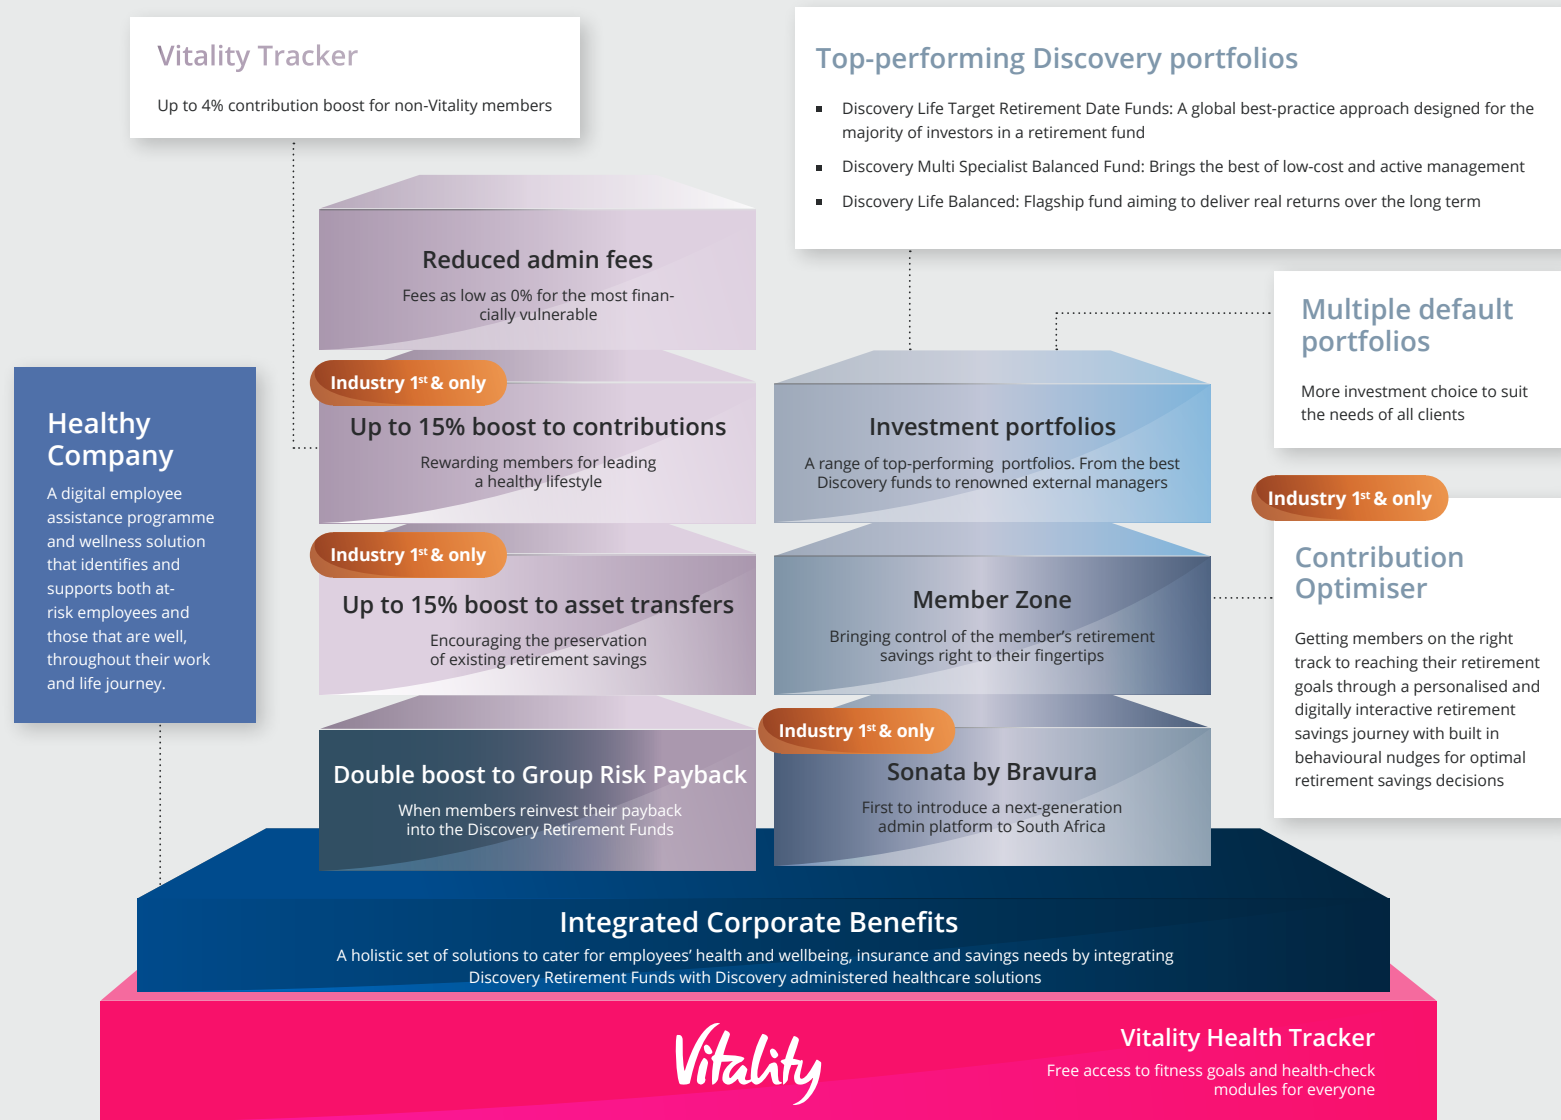 Vitality Tracker
Up to 4% contribution boost for non-Vitality members
Top-performing Discovery portfolios
▪ Discovery Life Target Retirement Date Funds: A global best-practice approach designed for the
majority of investors in a retirement fund
▪ Discovery Multi Specialist Balanced Fund: Brings the best of low-cost and active management
▪ Discovery Life Balanced: Flagship fund aiming to deliver real returns over the long term
Multiple default
portfolios
More investment choice to suit
the needs of all clients
Healthy
Company
A digital employee
assistance programme
and wellness solution
that identifies and
supports both at-
risk employees and
those that are well,
throughout their work
and life journey.
Reduced admin fees
Fees as low as 0% for the most finan-
cially vulnerable
Industry 1st & only
Up to 15% boost to contributions
Rewarding members for leading
a healthy lifestyle
Industry 1st & only
Up to 15% boost to asset transfers
Encouraging the preservation
of existing retirement savings
Double boost to Group Risk Payback
When members reinvest their payback
into the Discovery Retirement Funds
Investment portfolios
A range of top-performing portfolios. From the best
Discovery funds to renowned external managers
Member Zone
Bringing control of the member’s retirement
savings right to their fingertips
Industry 1st & only
Sonata by Bravura
First to introduce a next-generation
admin platform to South Africa
Industry 1st & only
Contribution
Optimiser
Getting members on the right
track to reaching their retirement
goals through a personalised and
digitally interactive retirement
savings journey with built in
behavioural nudges for optimal
retirement savings decisions
Integrated Corporate Benefits
A holistic set of solutions to cater for employees’ health and wellbeing, insurance and savings needs by integrating
Discovery Retirement Funds with Discovery administered healthcare solutions
Vitality
Vitality Health Tracker
Free access to fitness goals and health-check
modules for everyone